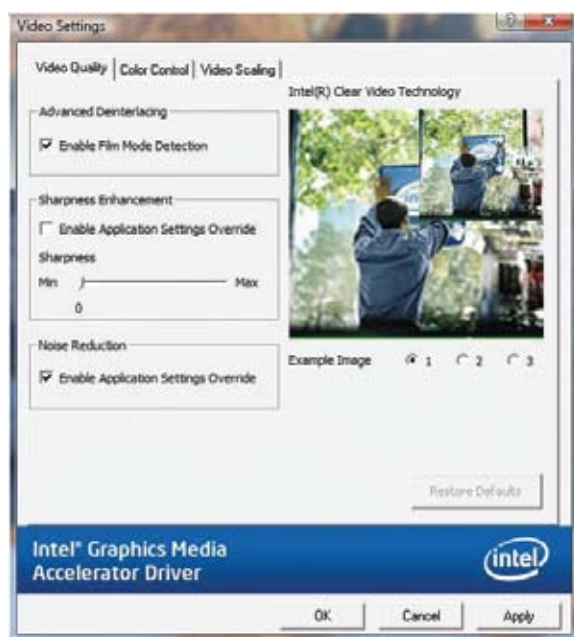 Video Settings
Video Quality Color Control Video Scaling
Advanced Deinterlacing
Enable Film Mode Detection
Sharpness Enhancement
Enable Application Settings Override
Sharpness
Min Max
0
Noise Reduction
Enable Application Settings Override
Intel(R) Clear Video Technology
Example Image 1 2 3
Restore Defaults
Intel® Graphics Media
Accelerator Driver
intel
OK Cancel Apply